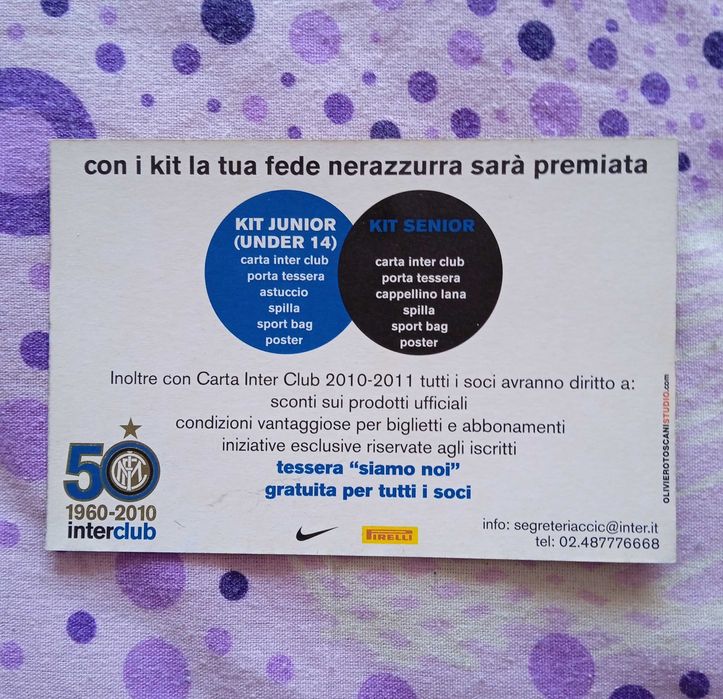 con i kit la tua fede nerazzurra sarà premiata
KIT JUNIOR
(UNDER 14)
carta inter club
porta tessera
astuccio
spilla
sport bag
poster
KIT SENIOR
carta inter club
porta tessera
cappellino lana
spilla
sport bag
poster
Inoltre con Carta Inter Club 2010-2011 tutti i soci avranno diritto a:
sconti sui prodotti ufficiali
condizioni vantaggiose per biglietti e abbonamenti
iniziative esclusive riservate agli iscritti
tessera “siamo noi”
gratuita per tutti i soci
50
1960-2010
interclub
PIRELLI
info: segreteriaccic@inter.it
tel: 02.487776668
OLIVIEROTOSCANISTUDIO.com